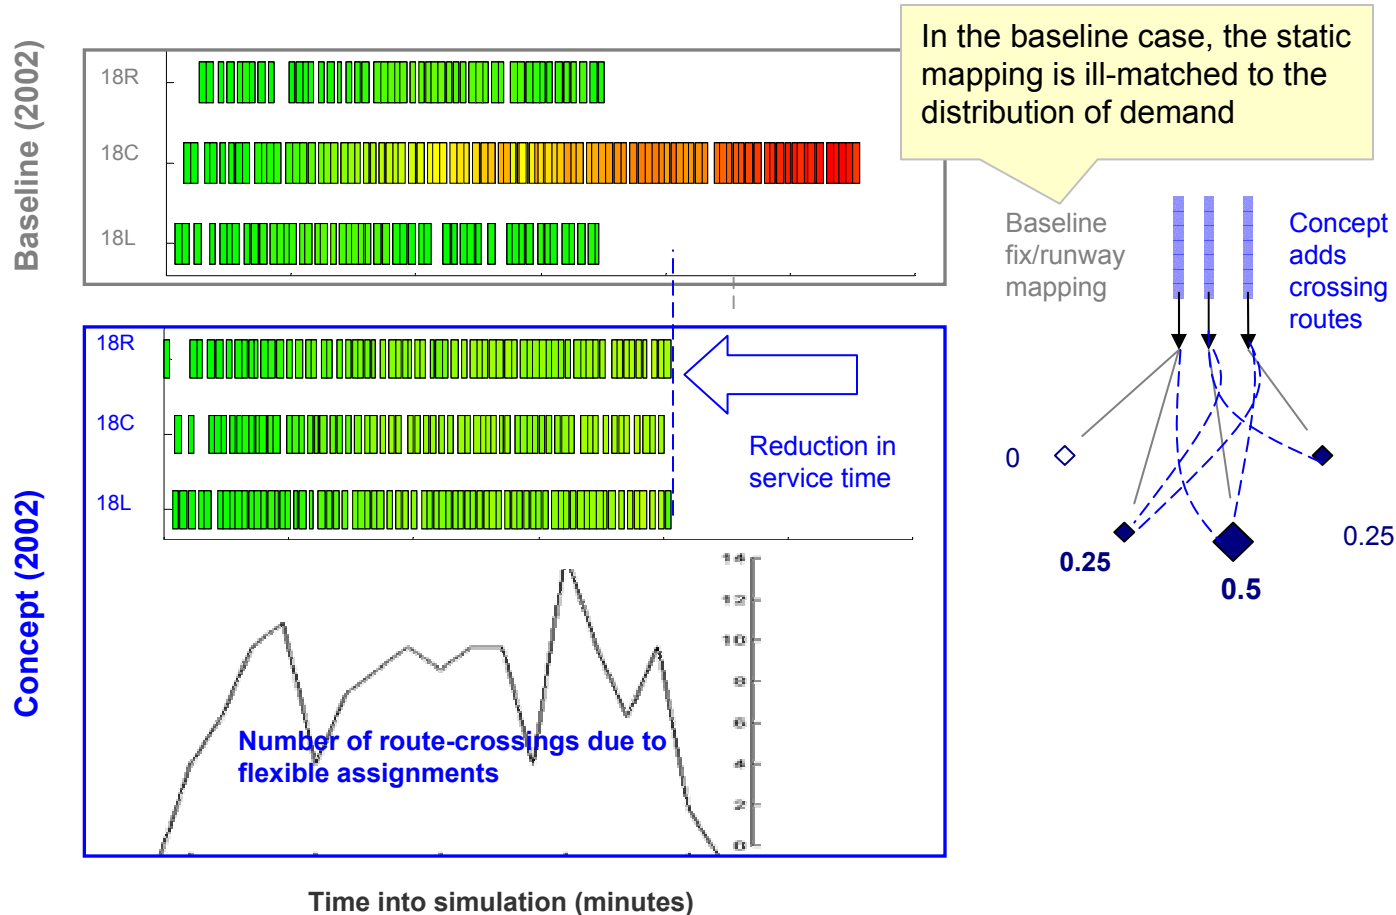 In the baseline case, the static
mapping is ill-matched to the
distribution of demand
Baseline (2002)
18R
18C
18L
Baseline
fix/runway
mapping
Concept
adds
crossing
routes
0
0.25
0.5
0.25
Concept (2002)
18R
18C
18L
Reduction in
service time
14
12
10
8
6
4
2
0
Number of route-crossings due to
flexible assignments
Time into simulation (minutes)